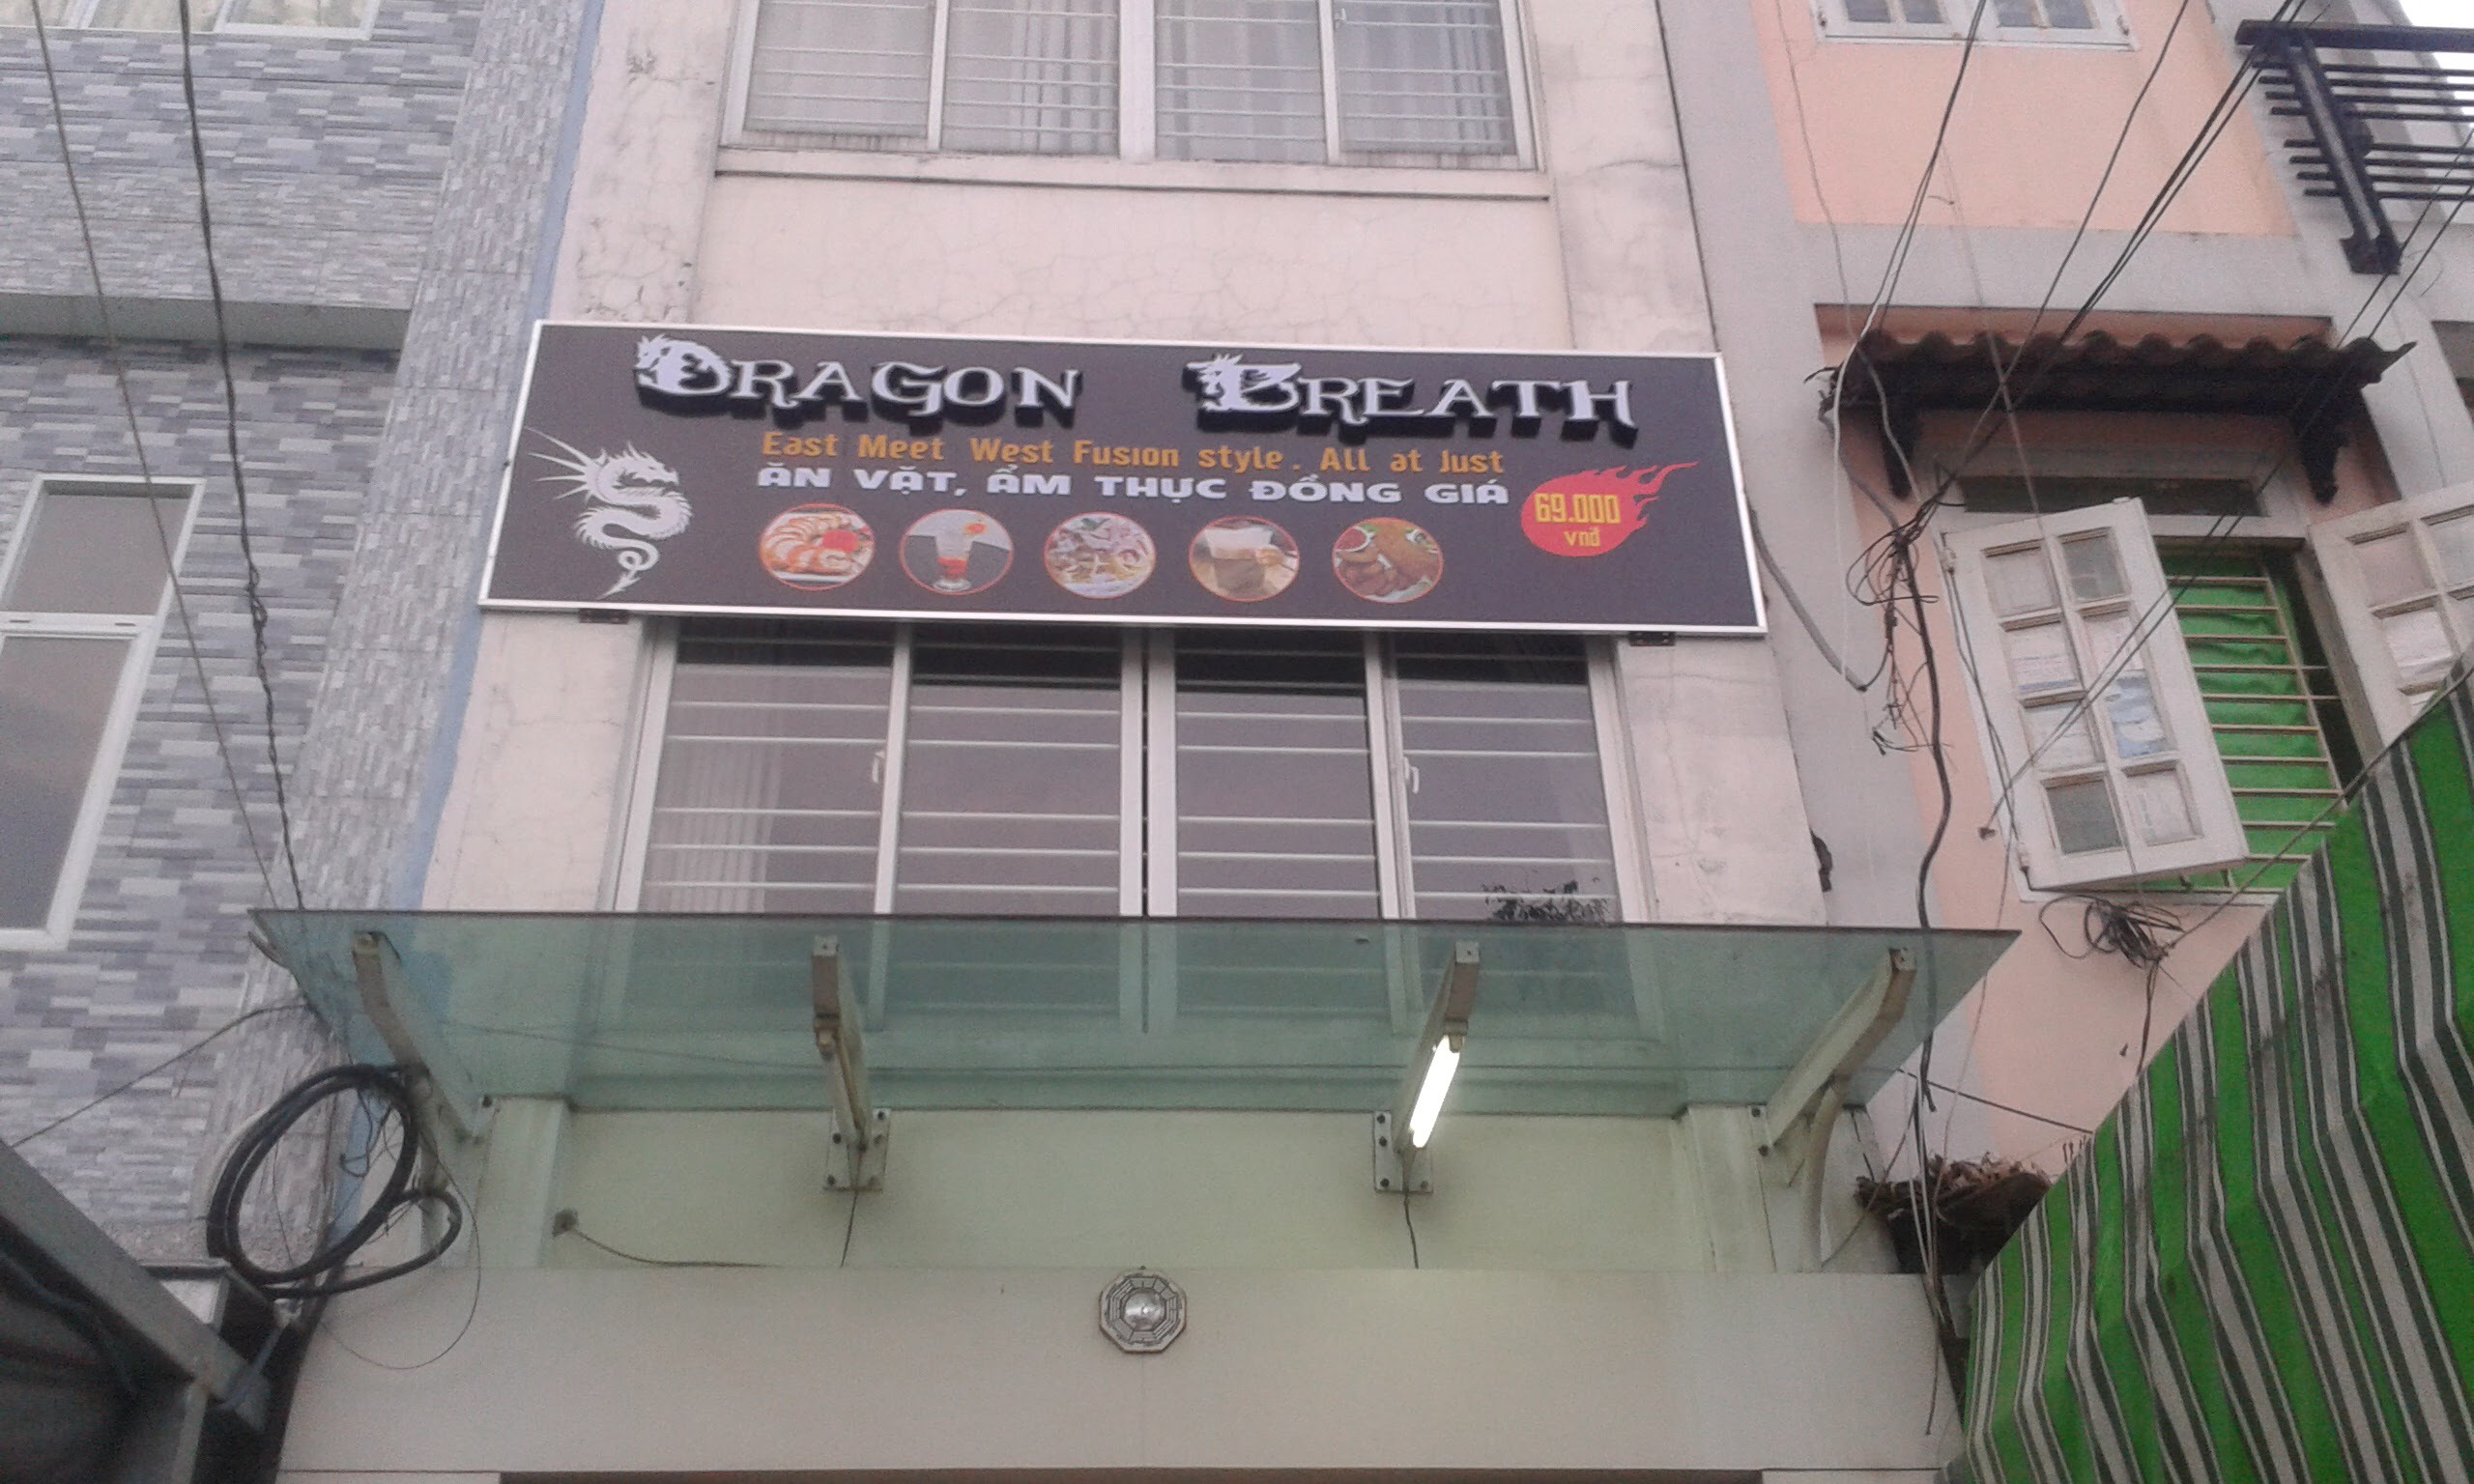 DRAGON BREATH
East Meet West Fusion style. All at Just
ĂN VẶT, ẨM THỰC ĐỒNG GIÁ
69.000
vnđ